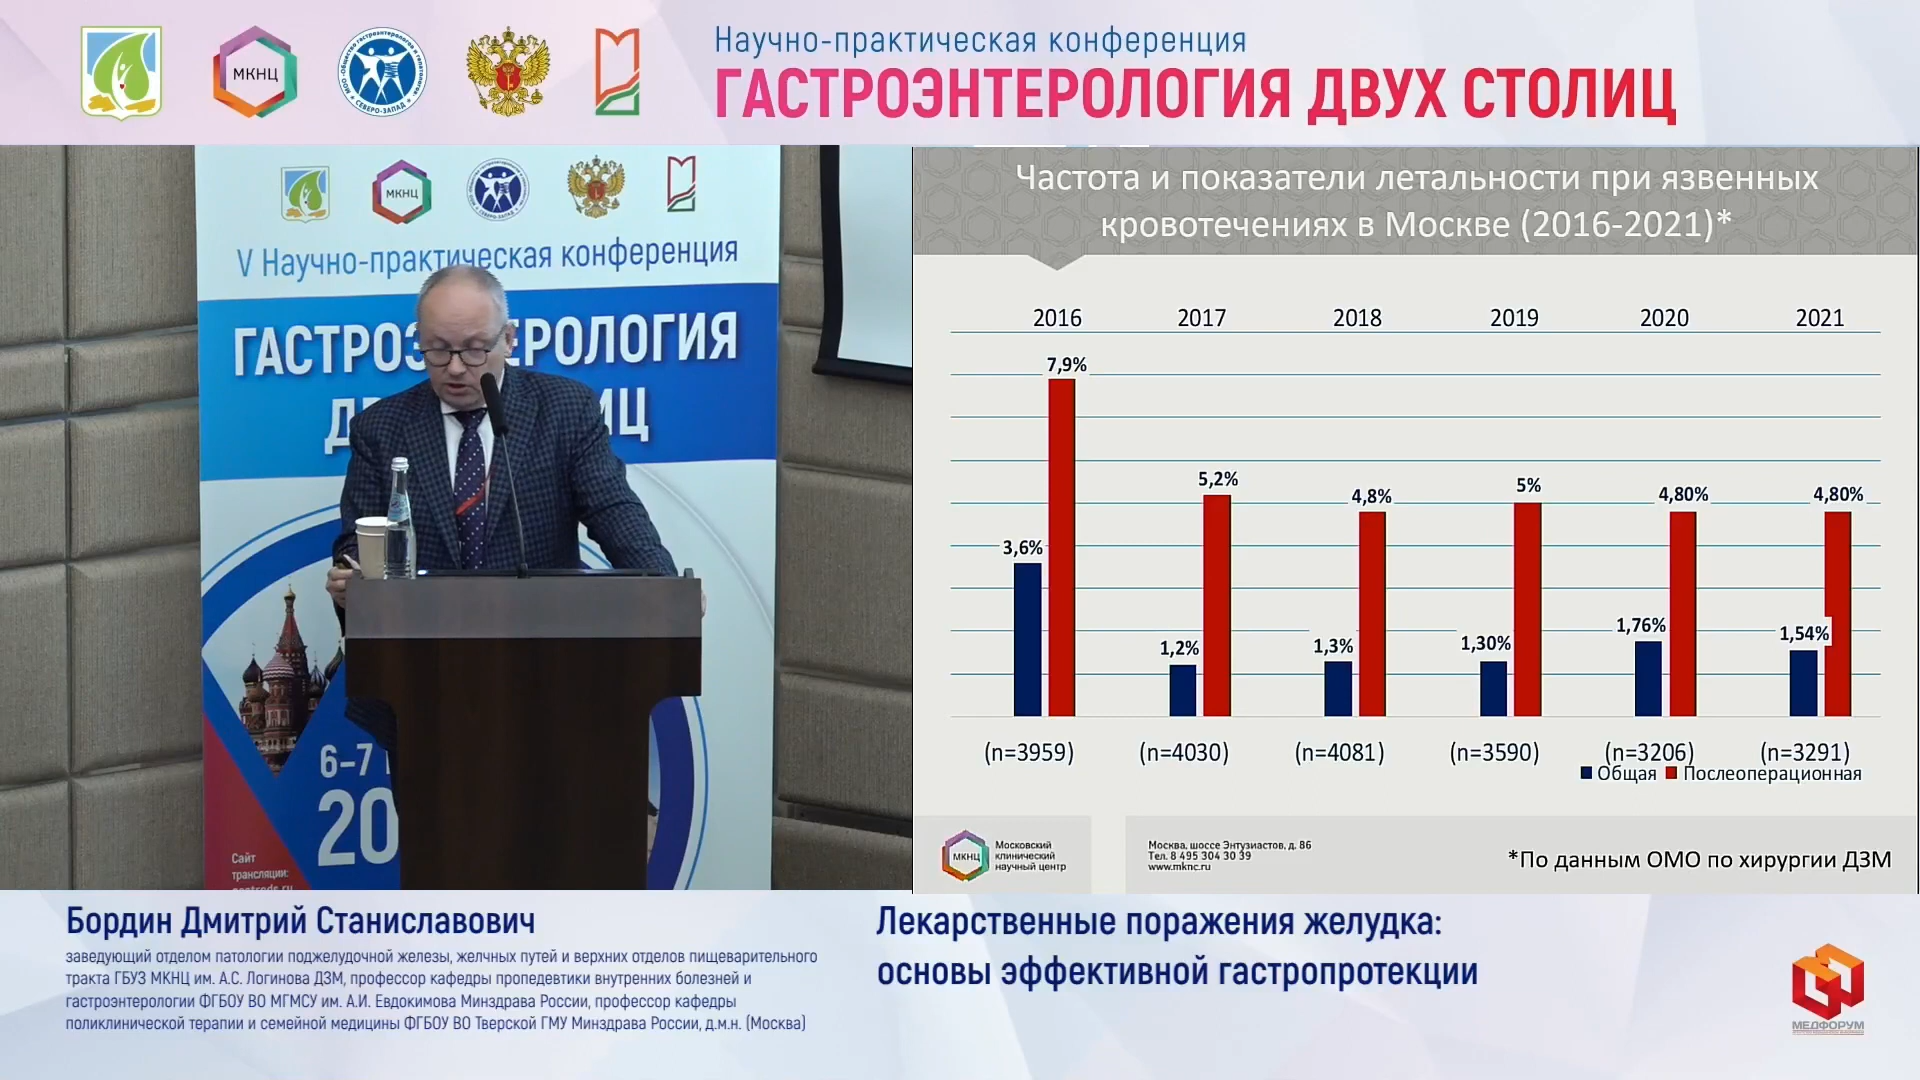 МКНЦ
СЕВЕРО-ЗАПАД
Научно-практическая конференция
ГАСТРОЭНТЕРОЛОГИЯ ДВУХ СТОЛИЦ
МКНЦ
V Научно-практическая конференция
6–7
Сайт
трансляции:
Частота и показатели летальности при язвенных
кровотечениях в Москве (2016-2021)*
2016 2017 2018 2019 2020 2021
7,9% 5,2% 4,8% 5% 4,80% 4,80%
3,6% 1,2% 1,3% 1,30% 1,76% 1,54%
(n=3959) (n=4030) (n=4081) (n=3590) (n=3206) (n=3291)
Общая Послеоперационная
МКНЦ
Московский
клинический
научный центр
Москва, шоссе Энтузиастов, д. 86
Тел. 8 495 304 30 39
www.mknc.ru
*По данным ОМО по хирургии ДЗМ
Бордин Дмитрий Станиславович
заведующий отделом патологии поджелудочной железы, желчных путей и верхних отделов пищеварительного
тракта ГБУЗ МКНЦ им. А.С. Логинова ДЗМ, профессор кафедры пропедевтики внутренних болезней и
гастроэнтерологии ФГБОУ ВО МГМСУ им. А.И. Евдокимова Минздрава России, профессор кафедры
поликлинической терапии и семейной медицины ФГБОУ ВО Тверской ГМУ Минздрава России, д.м.н. (Москва)
Лекарственные поражения желудка:
основы эффективной гастропротекции
МЕДФОРУМ